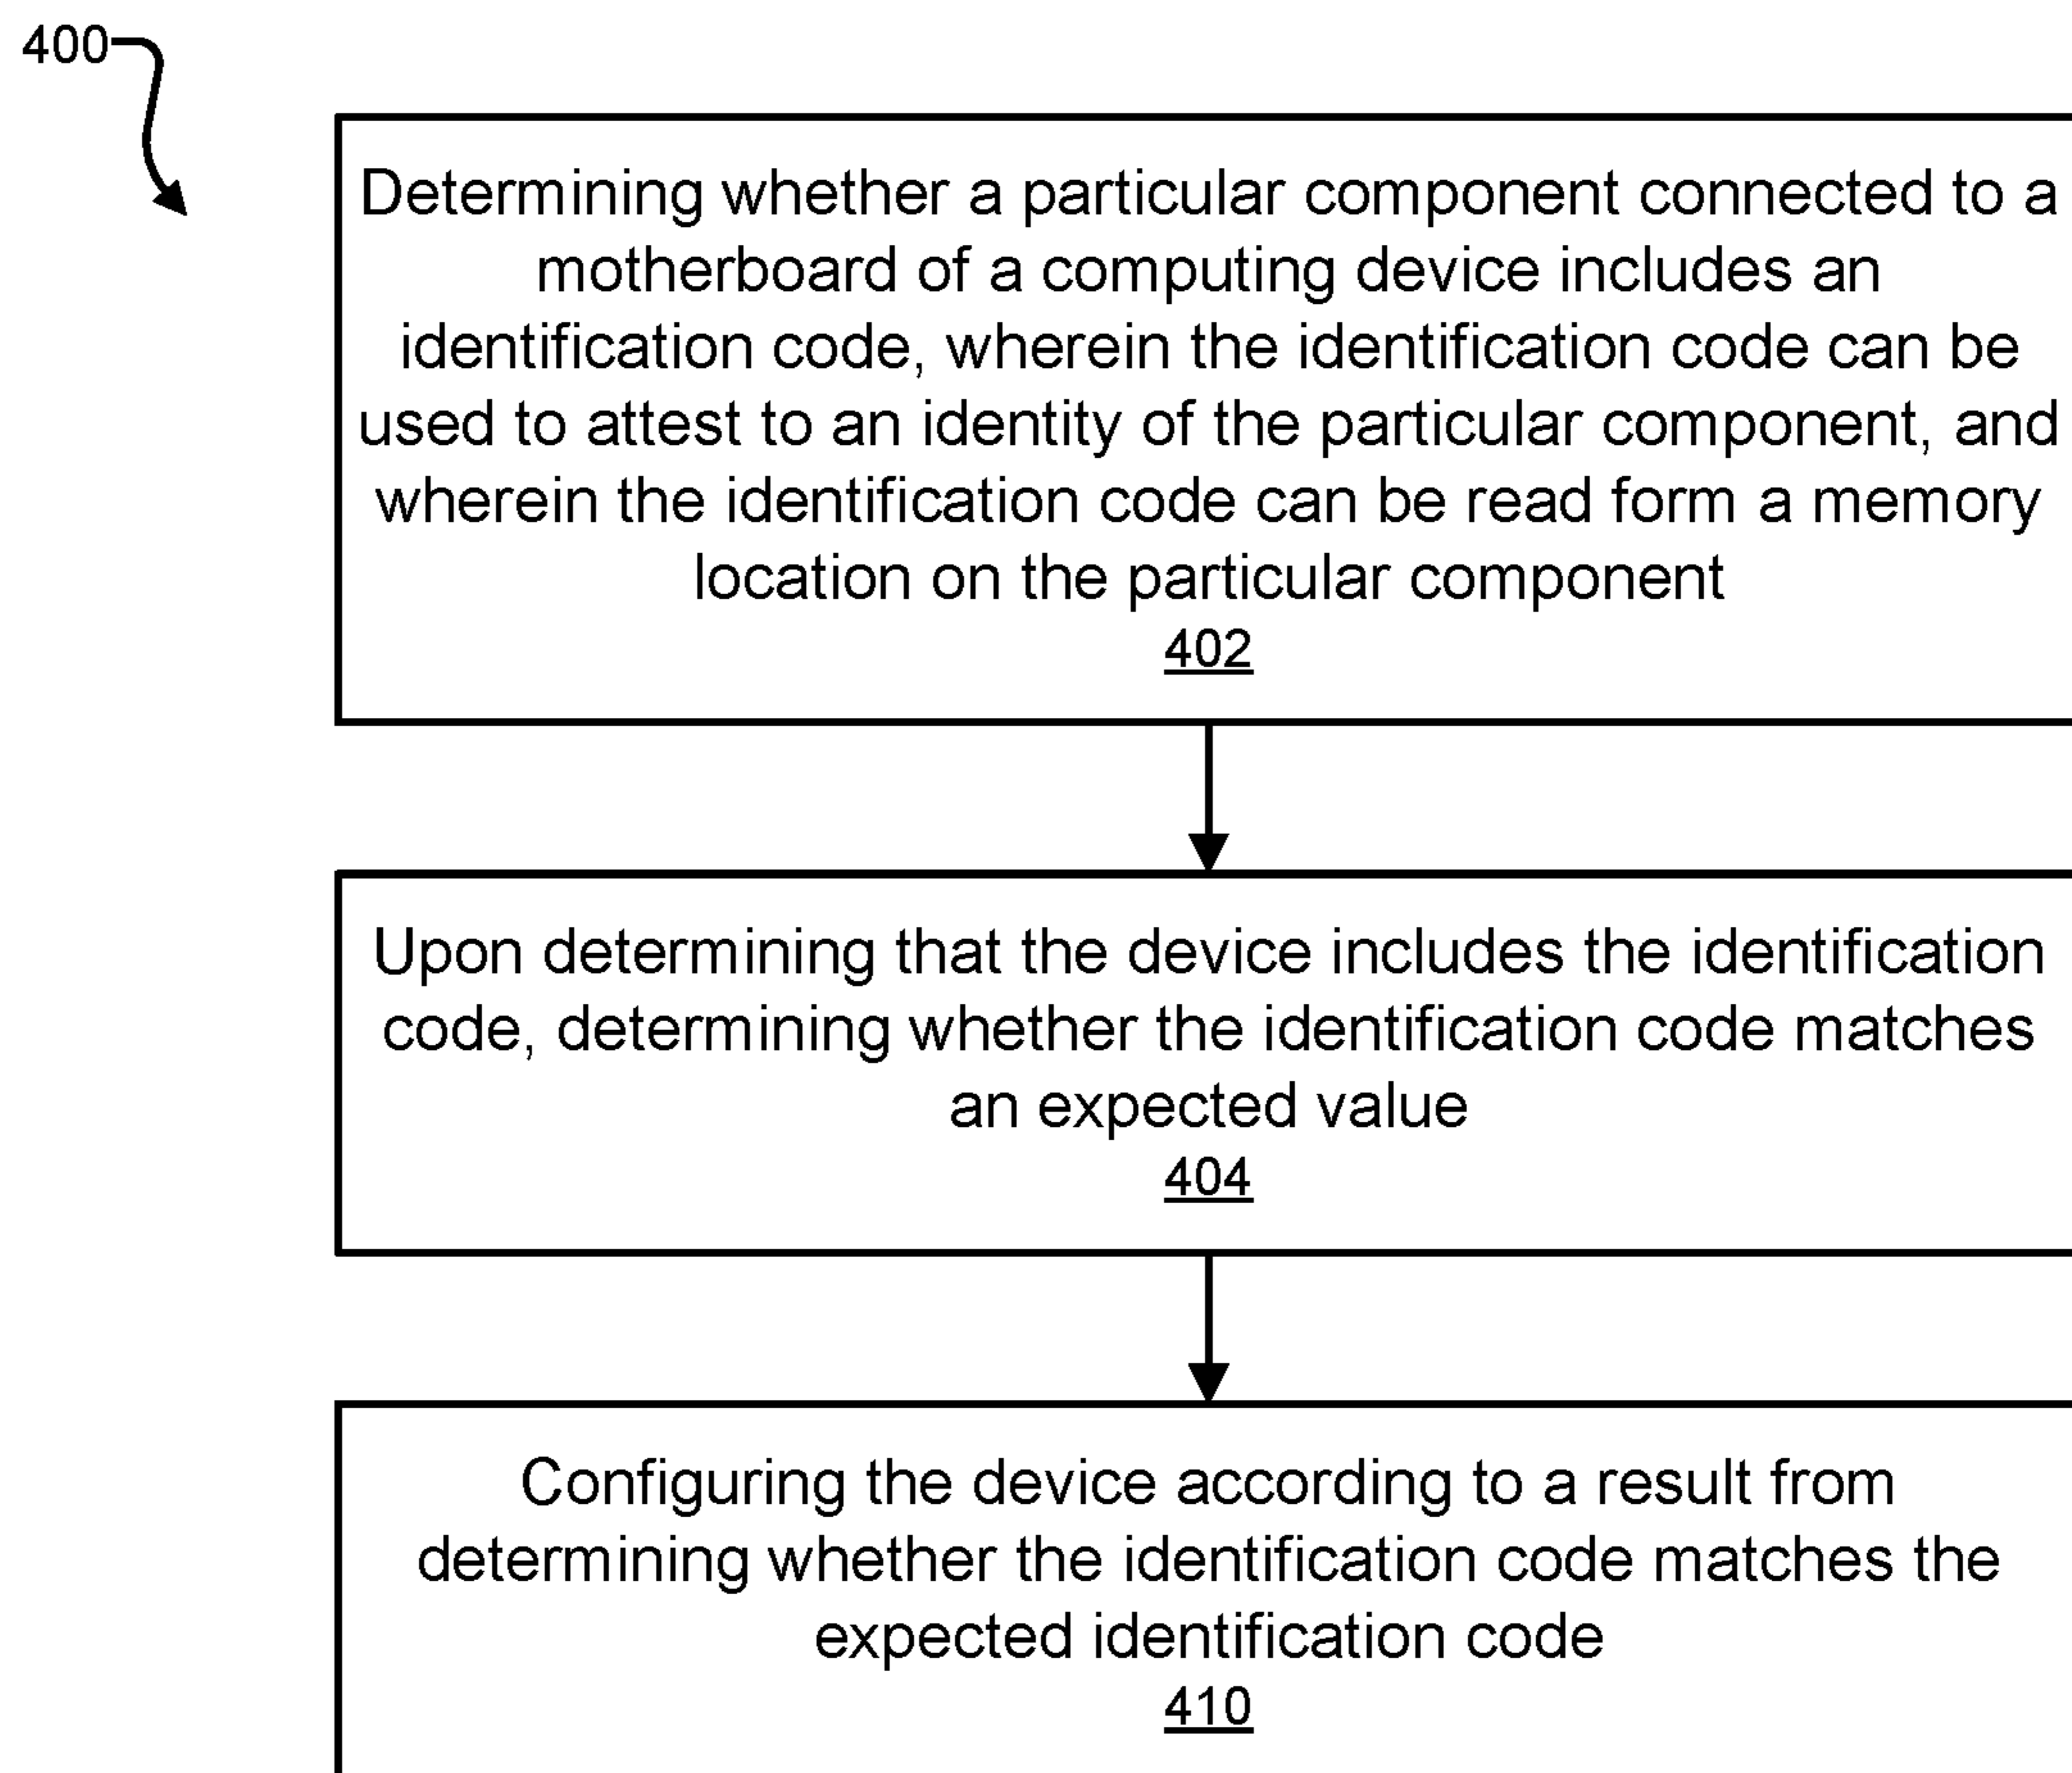 400
Determining whether a particular component connected to a
motherboard of a computing device includes an
identification code, wherein the identification code can be
used to attest to an identity of the particular component, and
wherein the identification code can be read form a memory
location on the particular component
402
Upon determining that the device includes the identification
code, determining whether the identification code matches
an expected value
404
Configuring the device according to a result from
determining whether the identification code matches the
expected identification code
410